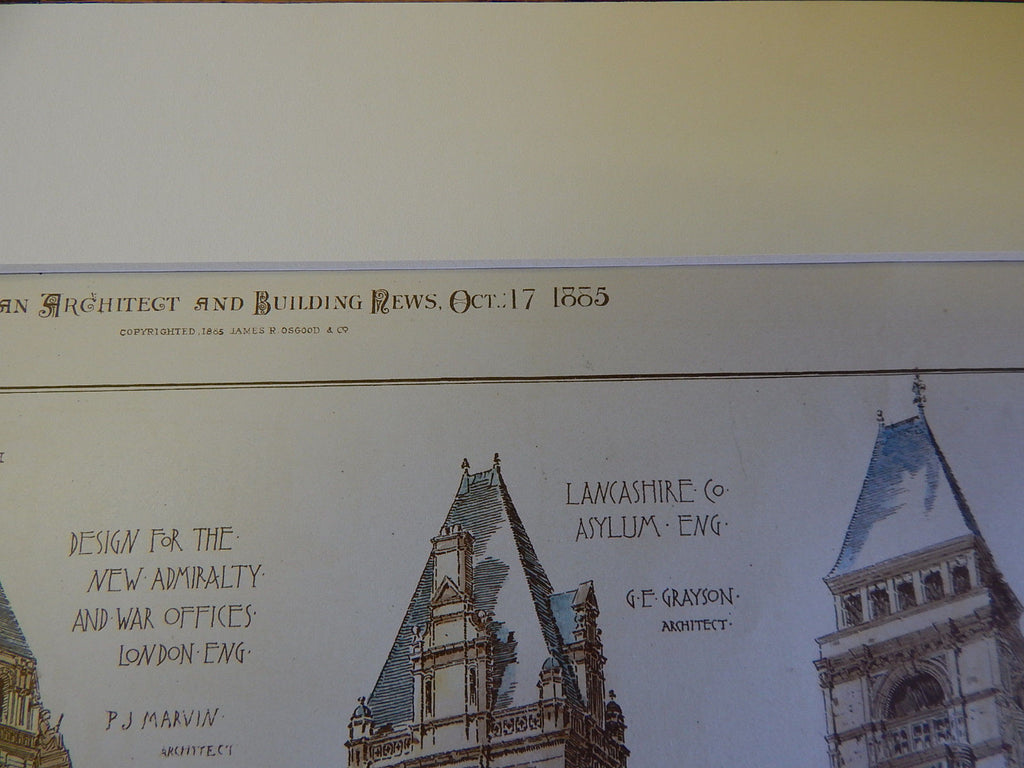 AN ARCHITECT AND BUILDING NEWS, OCT. 17 1885
COPYRIGHTED, 1885 JAMES R. OSGOOD & CO
DESIGN FOR THE
NEW ADMIRALTY
AND WAR OFFICES
LONDON ENG
P J MARVIN
ARCHITECT
LANCASHIRE CO
ASYLUM ENG
G E GRAYSON
ARCHITECT